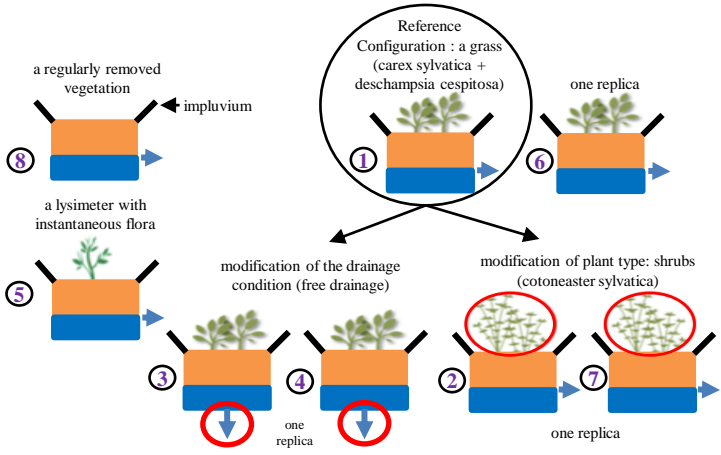 Reference
Configuration : a grass
(carex sylvatica +
deschampsia cespitosa)
a regularly removed
vegetation
impluvium
one replica
8
1
6
a lysimeter with
instantaneous flora
5
modification of the drainage
condition (free drainage)
modification of plant type: shrubs
(cotoneaster sylvatica)
3
4
2
7
one
replica
one replica